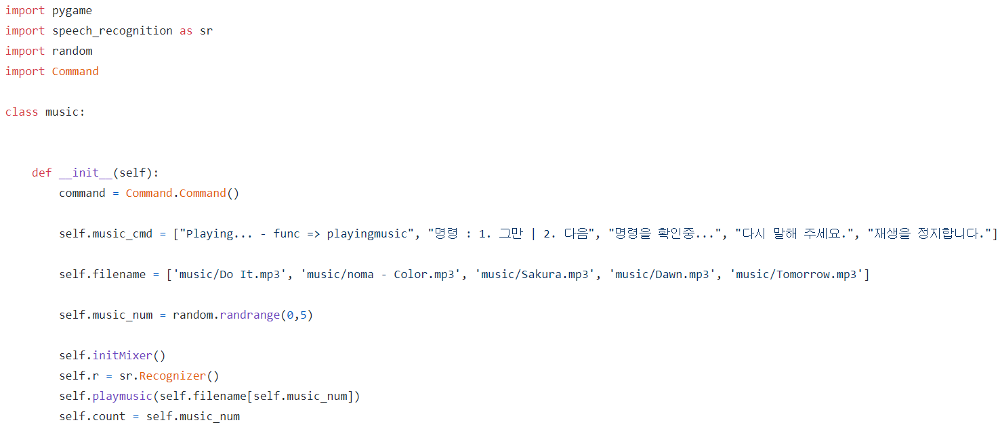 import pygame
import speech_recognition as sr
import random
import Command
class music:
def __init__(self):
command = Command.Command()
self.music_cmd = ["Playing... - func => playingmusic", "명령 : 1. 그만 | 2. 다음", "명령을 확인중...", "다시 말해 주세요.", "재생을 정지합니다."]
self.filename = ['music/Do It.mp3', 'music/noma - Color.mp3', 'music/Sakura.mp3', 'music/Dawn.mp3', 'music/Tomorrow.mp3']
self.music_num = random.randrange(0,5)
self.initMixer()
self.r = sr.Recognizer()
self.playmusic(self.filename[self.music_num])
self.count = self.music_num